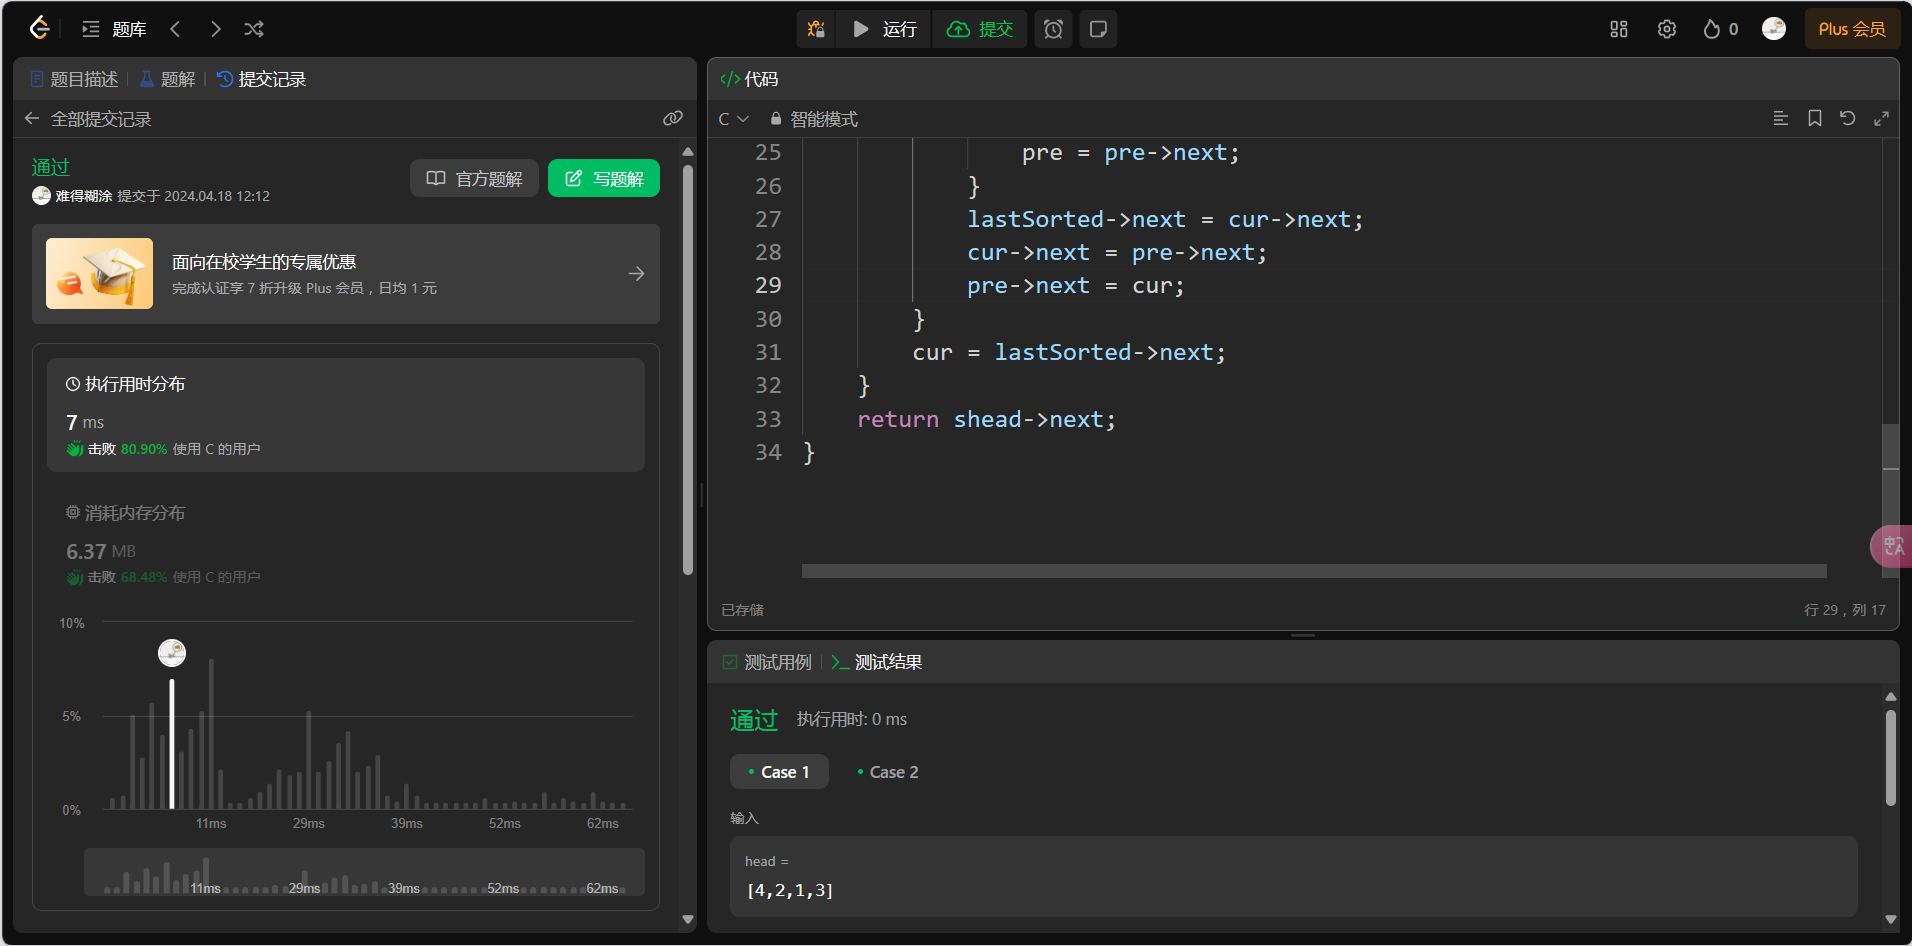 题库
运行
提交
0
Plus 会员
题目描述
题解
提交记录
全部提交记录
通过
难得糊涂 提交于 2024.04.18 12:12
官方题解
写题解
面向在校学生的专属优惠
完成认证享 7 折升级 Plus 会员，日均 1 元
执行用时分布
7 ms
击败 80.90% 使用 C 的用户
消耗内存分布
6.37 MB
击败 68.48% 使用 C 的用户
10%
5%
0%
11ms 29ms 39ms 52ms 62ms
11ms 29ms 39ms 52ms 62ms
</> 代码
C 智能模式
25 pre = pre->next;
26 }
27 lastSorted->next = cur->next;
28 cur->next = pre->next;
29 pre->next = cur;
30 }
31 cur = lastSorted->next;
32 }
33 return shead->next;
34 }
中A
已存储
行 29，列 17
测试用例
测试结果
通过 执行用时: 0 ms
• Case 1 • Case 2
输入
head =
[4,2,1,3]